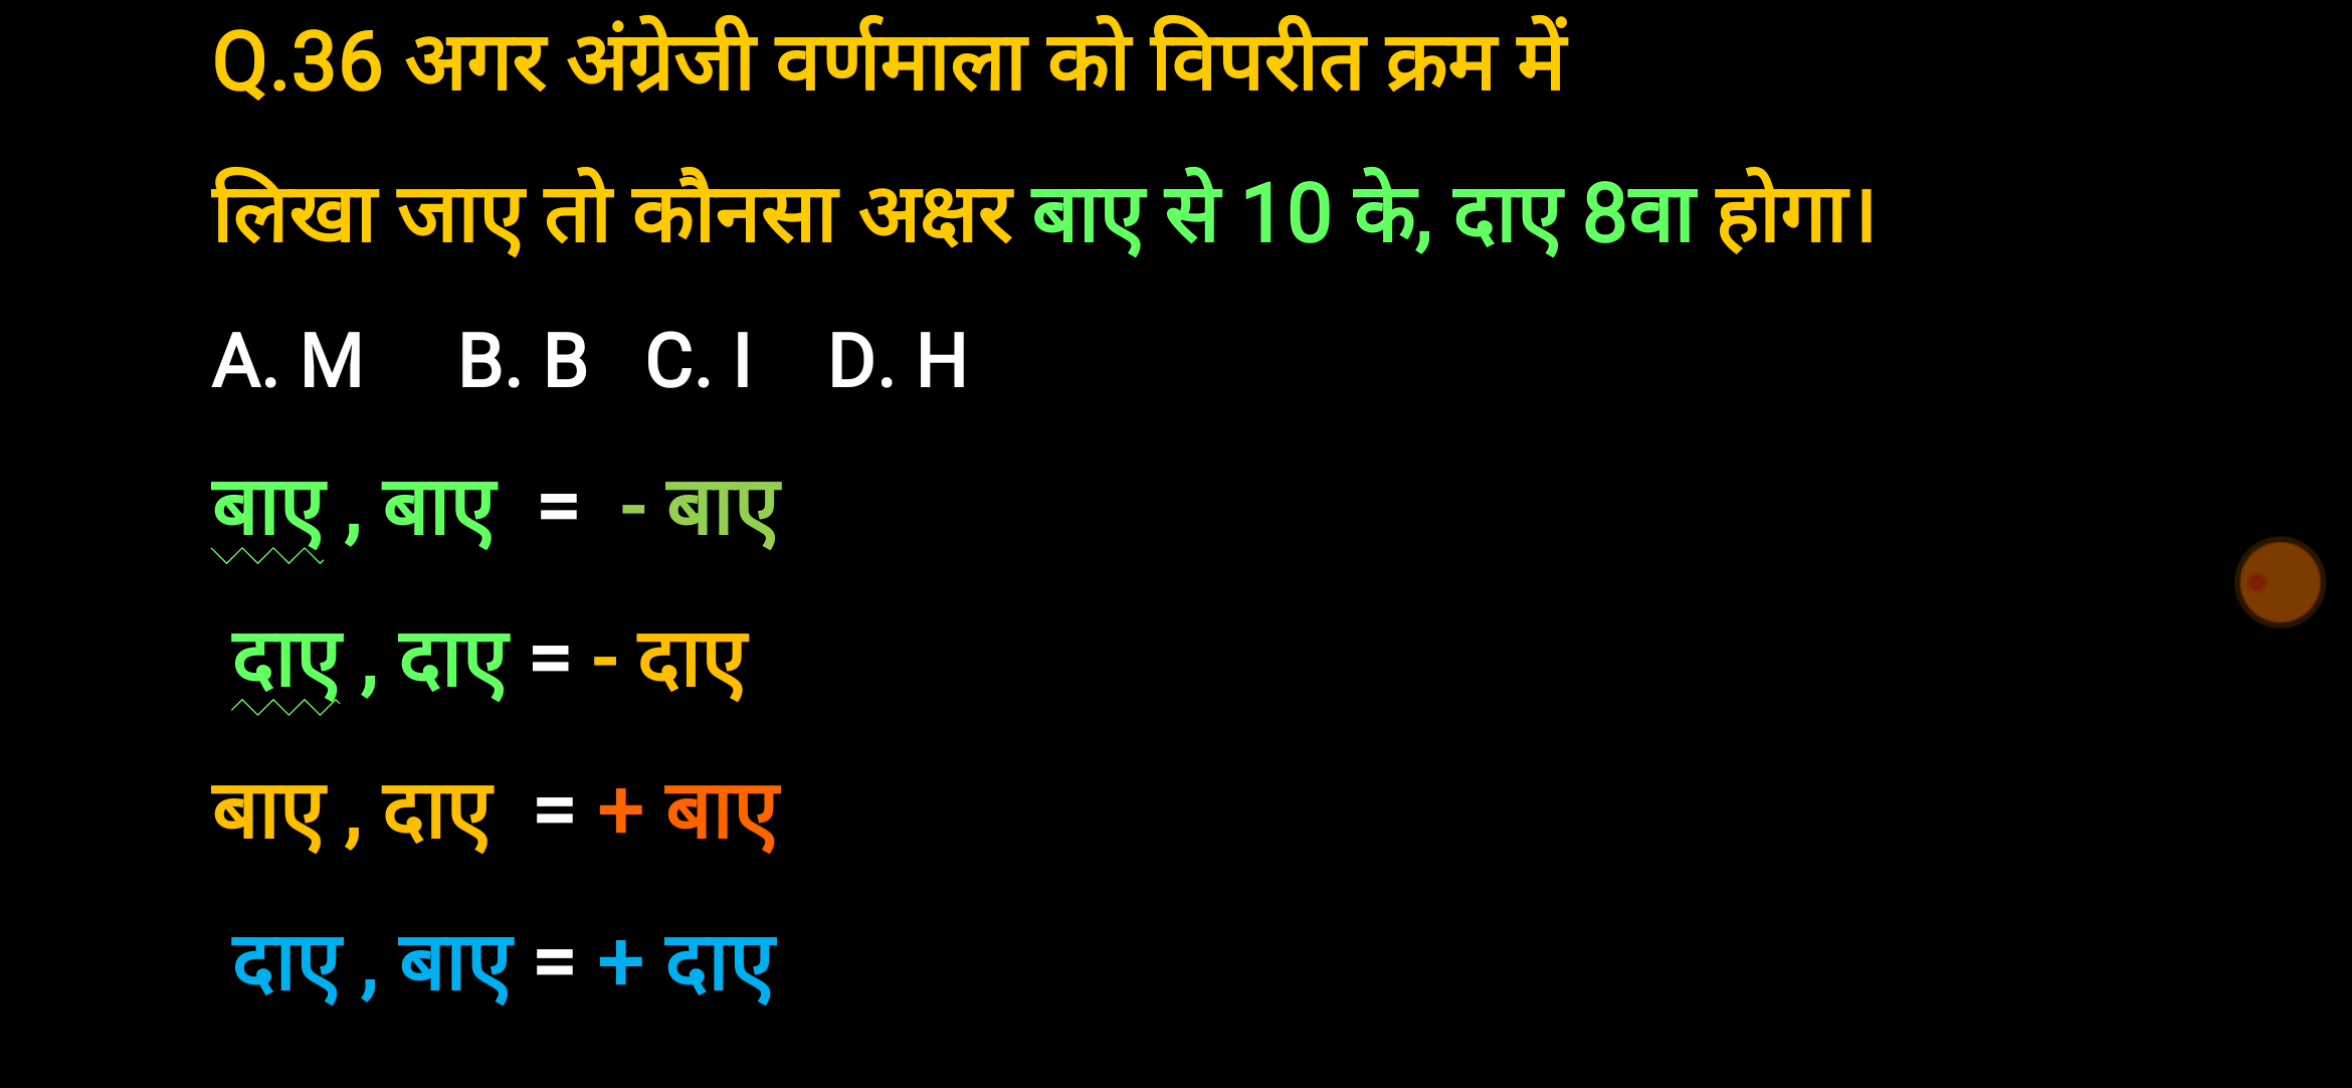 Q.36 अगर अंग्रेजी वर्णमाला को विपरीत क्रम में
लिखा जाए तो कौनसा अक्षर बाए से 10 के, दाए 8वा होगा।
A. M B. B C. I D. H
बाए , बाए = - बाए
दाए , दाए = - दाए
बाए , दाए = + बाए
दाए , बाए = + दाए